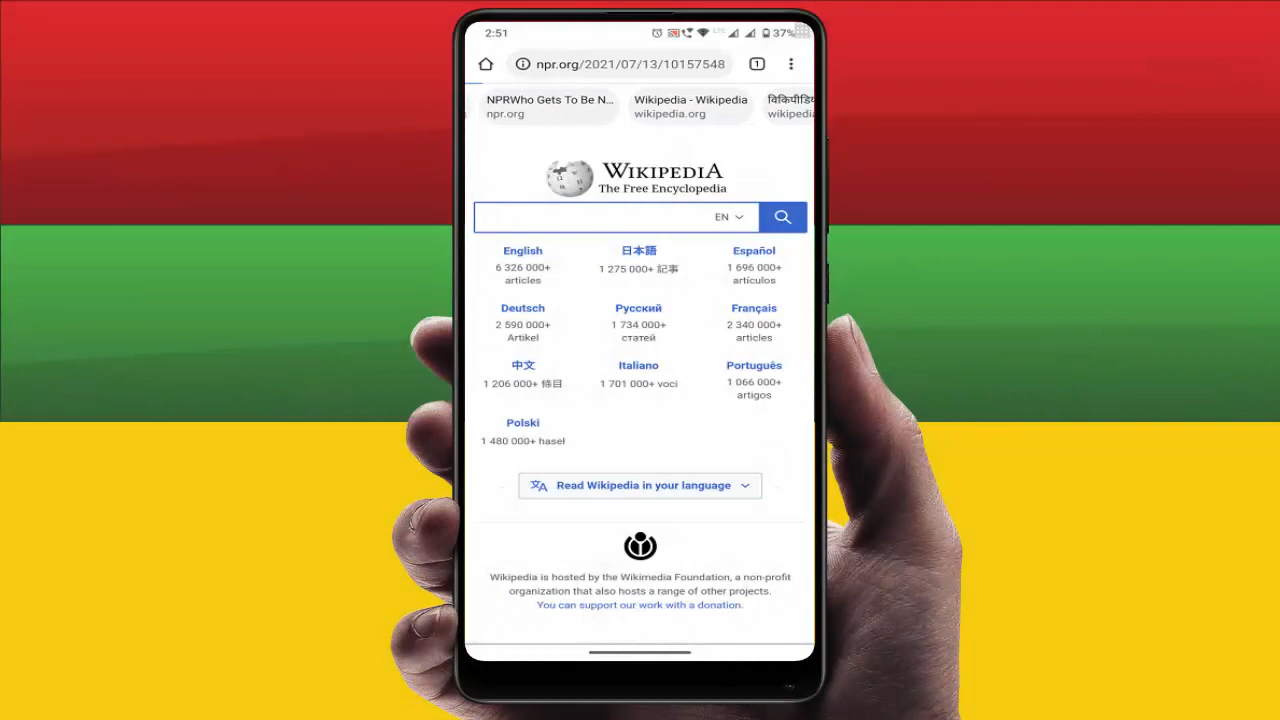 2:51 LTE 37%
npr.org/2021/07/13/10157548 1
NPRWho Gets To Be N... Wikipedia - Wikipedia विकिपीडिय
npr.org wikipedia.org wikipedia
WIKIPEDIA
The Free Encyclopedia
EN
English 日本語 Español
6 326 000+ 1 275 000+ 記事 1 696 000+
articles artículos
Deutsch Русский Français
2 590 000+ 1 734 000+ 2 340 000+
Artikel статей articles
中文 Italiano Português
1 206 000+ 條目 1 701 000+ voci 1 066 000+
artigos
Polski
1 480 000+ haseł
Read Wikipedia in your language
Wikipedia is hosted by the Wikimedia Foundation, a non-profit
organization that also hosts a range of other projects.
You can support our work with a donation.